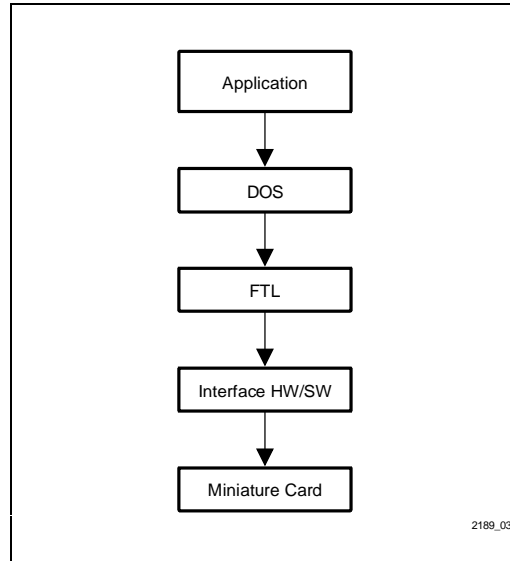 Application
DOS
FTL
Interface HW/SW
Miniature Card
2189_03